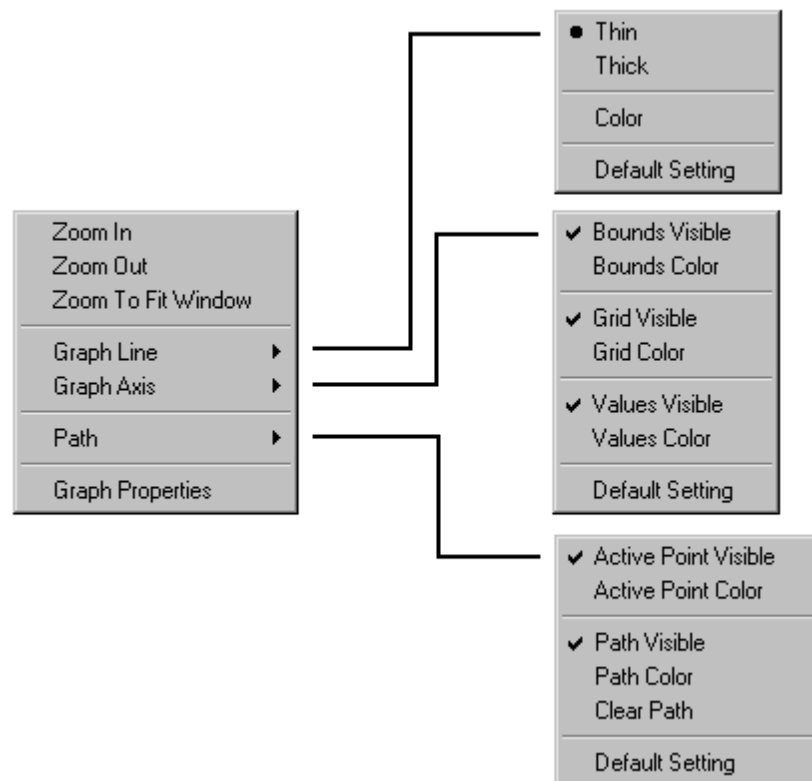 Zoom In
Zoom Out
Zoom To Fit Window
Graph Line
Graph Axis
Path
Graph Properties
Thin
Thick
Color
Default Setting
Bounds Visible
Bounds Color
Grid Visible
Grid Color
Values Visible
Values Color
Default Setting
Active Point Visible
Active Point Color
Path Visible
Path Color
Clear Path
Default Setting